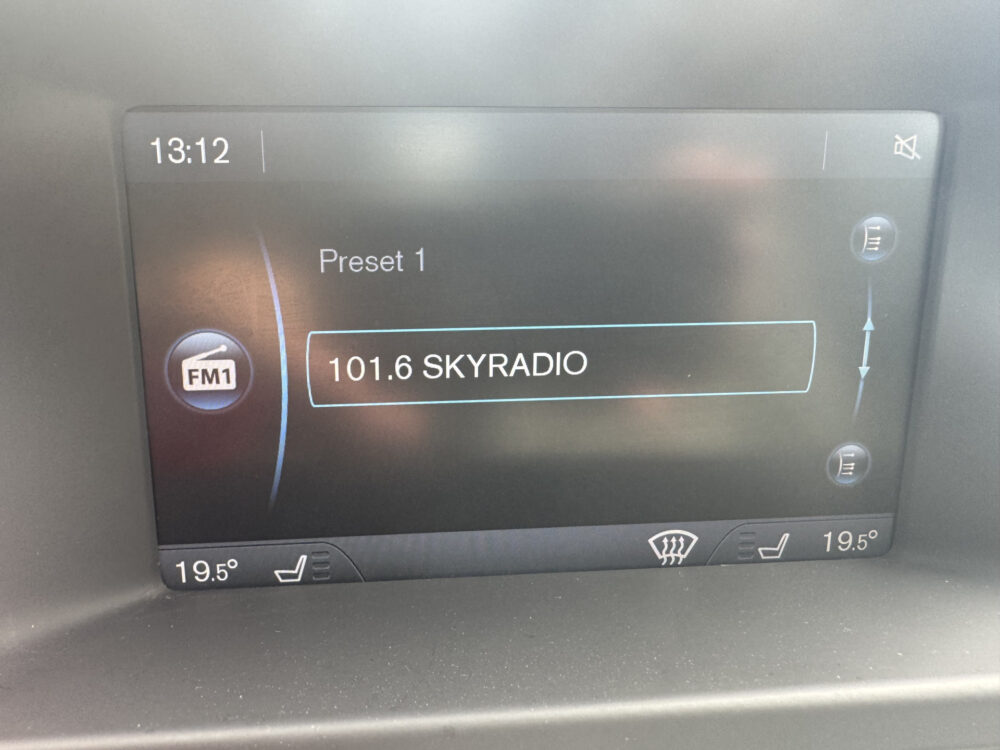 13:12
Preset 1
FM1
101.6 SKYRADIO
19.5°
19.5°